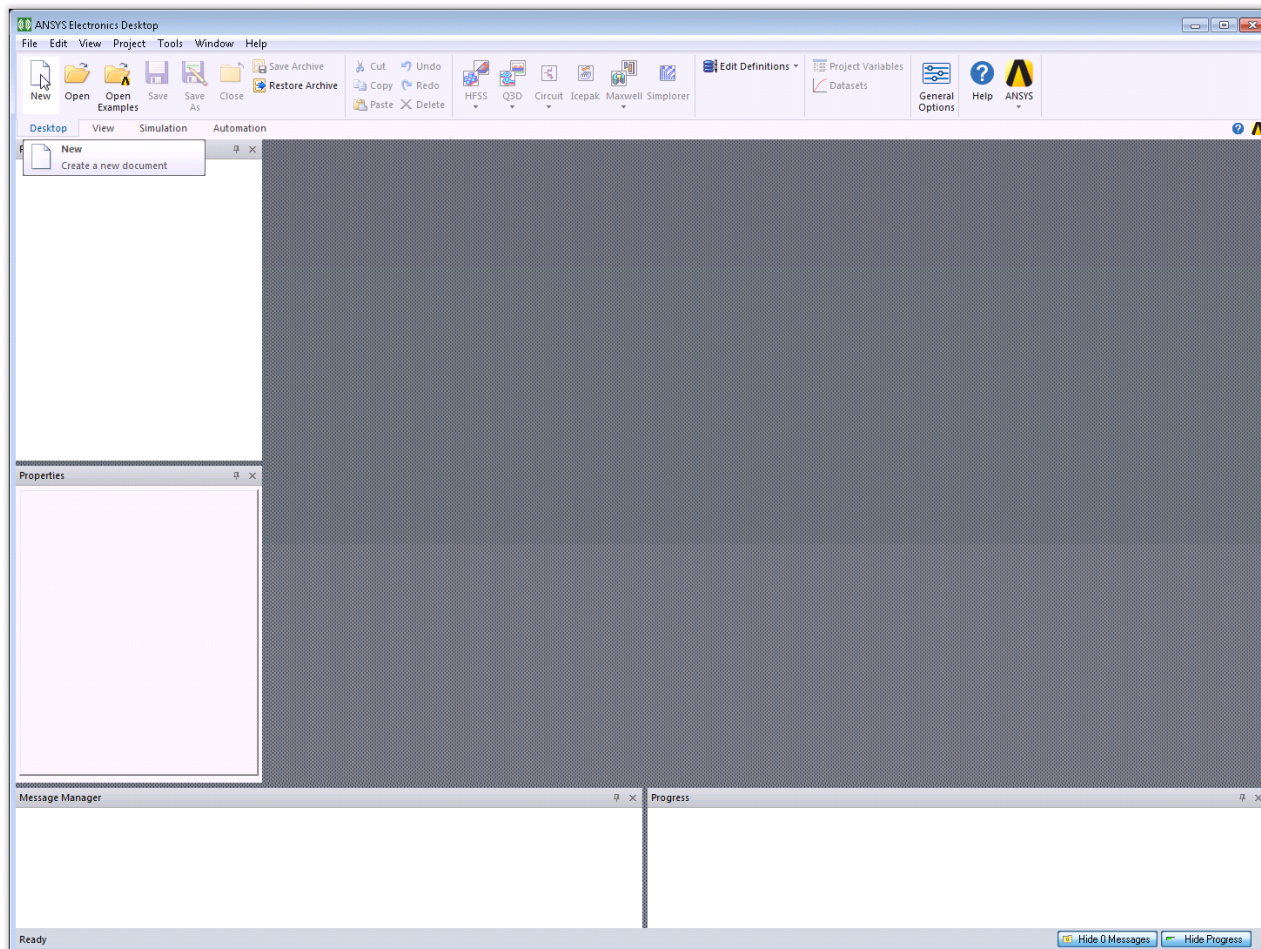 ANSYS Electronics Desktop
File Edit View Project Tools Window Help
New Open Open Examples Save Save As Close Save Archive Restore Archive Cut Copy Paste Undo Redo Delete HFSS Q3D Circuit Icepak Maxwell Simplorer Edit Definitions Project Variables Datasets General Options Help ANSYS
Desktop View Simulation Automation
New
Create a new document
Properties
Message Manager
Progress
Ready
Hide 0 Messages Hide Progress